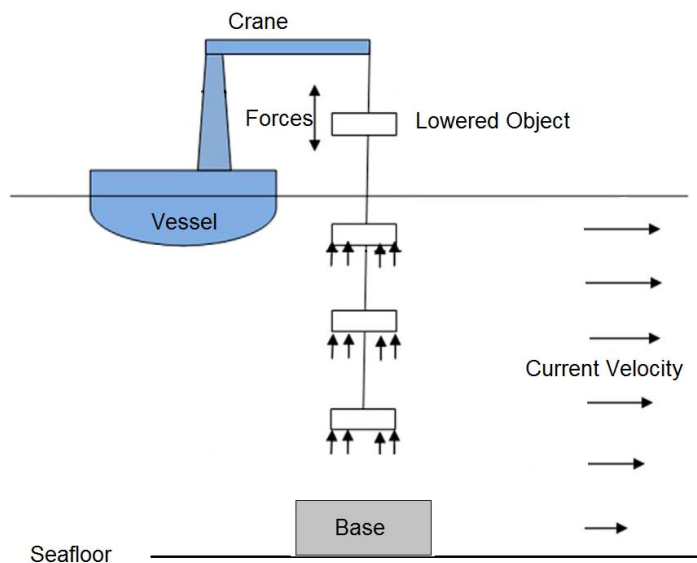 Crane
Forces
Lowered Object
Vessel
Current Velocity
Base
Seafloor